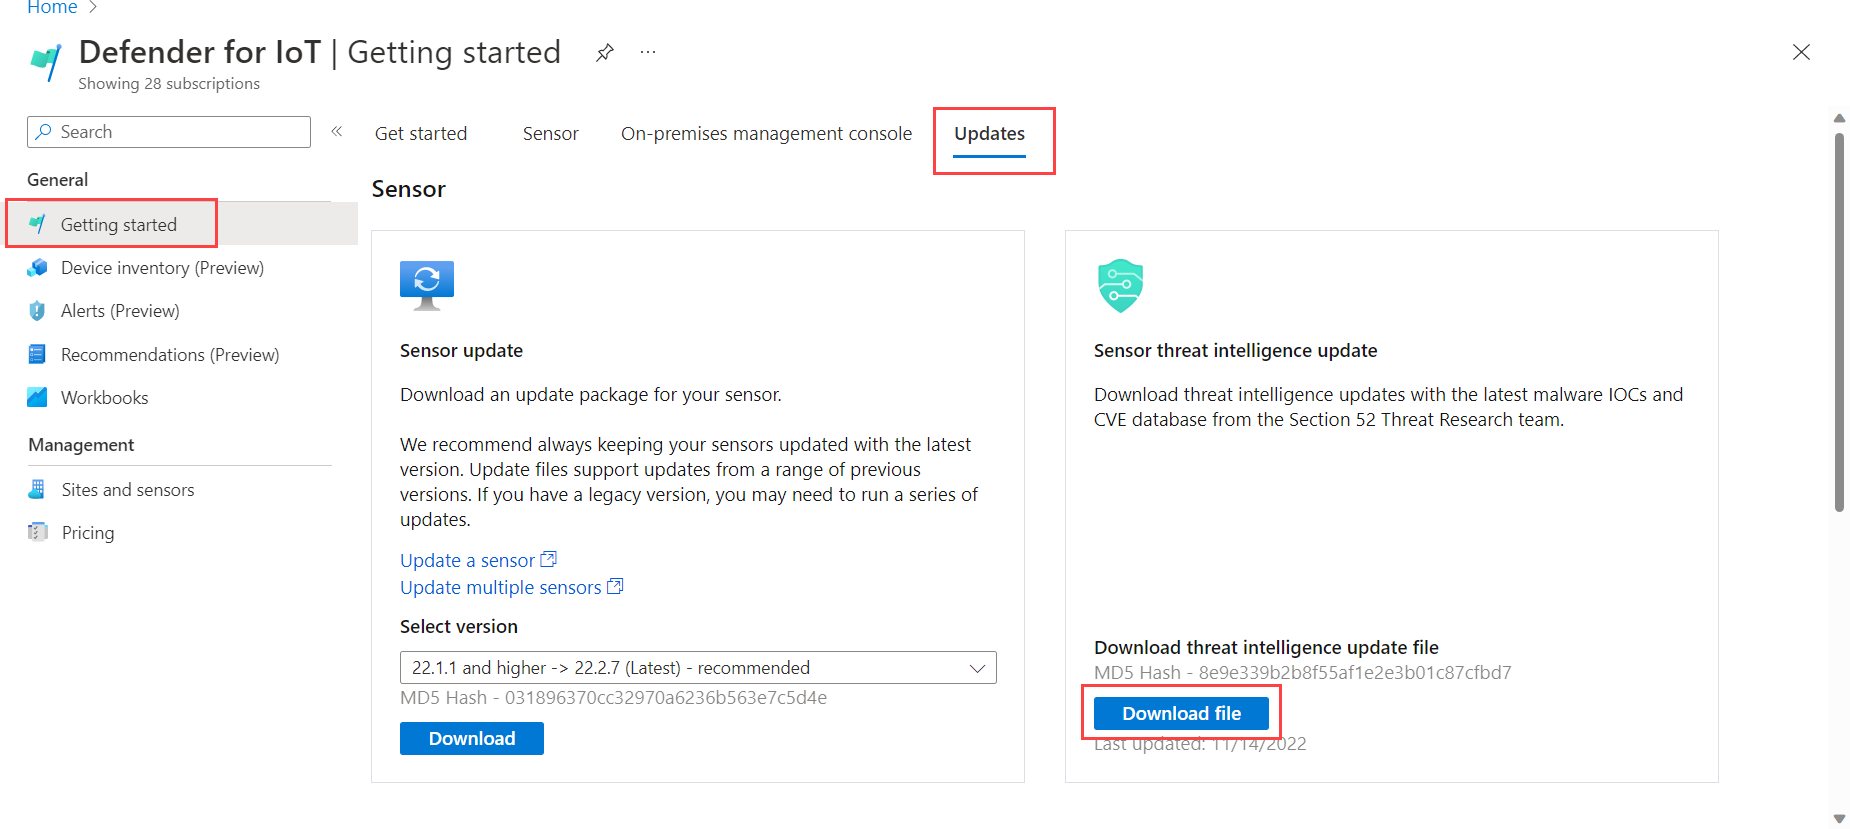 Home
Defender for IoT | Getting started
Showing 28 subscriptions
Search
«
Get started
Sensor
On-premises management console
Updates
General
Getting started
Device inventory (Preview)
Alerts (Preview)
Recommendations (Preview)
Workbooks
Management
Sites and sensors
Pricing
Sensor
Sensor update
Download an update package for your sensor.
We recommend always keeping your sensors updated with the latest
version. Update files support updates from a range of previous
versions. If you have a legacy version, you may need to run a series of
updates.
Update a sensor
Update multiple sensors
Select version
22.1.1 and higher -> 22.2.7 (Latest) - recommended
MD5 Hash - 031896370cc32970a6236b563e7c5d4e
Download
Sensor threat intelligence update
Download threat intelligence updates with the latest malware IOCs and
CVE database from the Section 52 Threat Research team.
Download threat intelligence update file
MD5 Hash - 8e9e339b2b8f55af1e2e3b01c87cfbd7
Download file
Last updated: 11/14/2022